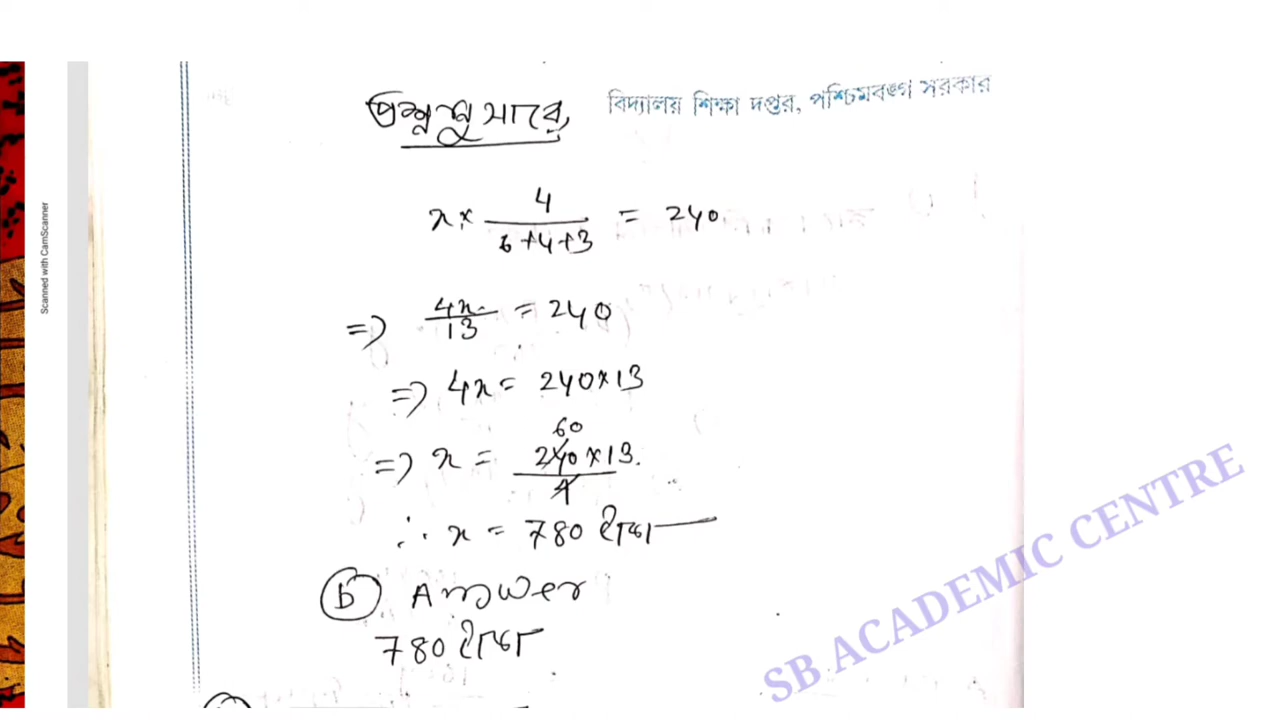 বিদ্যালয় শিক্ষা দপ্তর, পশ্চিমবঙ্গ সরকার
প্রশ্নানুসারে,
x × 4 / 6+4+3 = 240
⇒ 4x / 13 = 240
⇒ 4x = 240×13
60
⇒ x = 240×13 / 4
∴ x = 780 টাকা
b Answer
780 টাকা
Scanned with CamScanner
SB ACADEMIC CENTRE